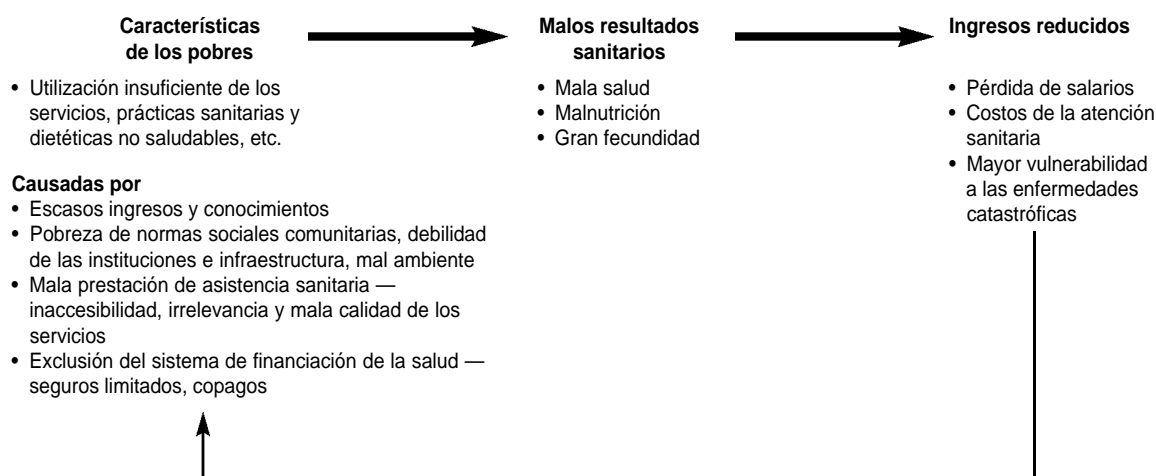 Características
de los pobres
• Utilización insuficiente de los
servicios, prácticas sanitarias y
dietéticas no saludables, etc.
Causadas por
• Escasos ingresos y conocimientos
• Pobreza de normas sociales comunitarias, debilidad
de las instituciones e infraestructura, mal ambiente
• Mala prestación de asistencia sanitaria —
inaccesibilidad, irrelevancia y mala calidad de los
servicios
• Exclusión del sistema de financiación de la salud —
seguros limitados, copagos
Malos resultados
sanitarios
• Mala salud
• Malnutrición
• Gran fecundidad
Ingresos reducidos
• Pérdida de salarios
• Costos de la atención
sanitaria
• Mayor vulnerabilidad
a las enfermedades
catastróficas